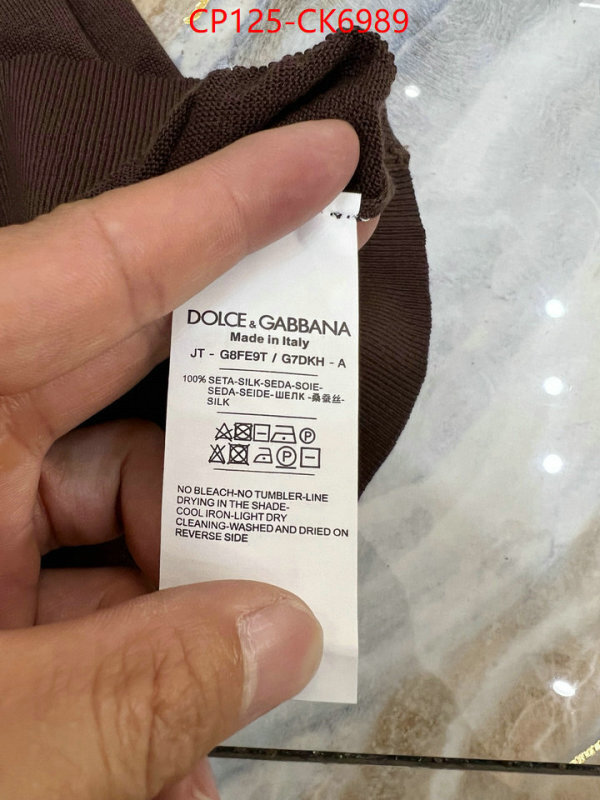 CP125-CK6989
DOLCE & GABBANA
Made in Italy
JT - G8FE9T / G7DKH - A
100% SETA-SILK-SEDA-SOIE-
SEDA-SEIDE-ШЕЛК -桑蚕丝-
SILK
NO BLEACH-NO TUMBLER-LINE
DRYING IN THE SHADE-
COOL IRON-LIGHT DRY
CLEANING-WASHED AND DRIED ON
REVERSE SIDE